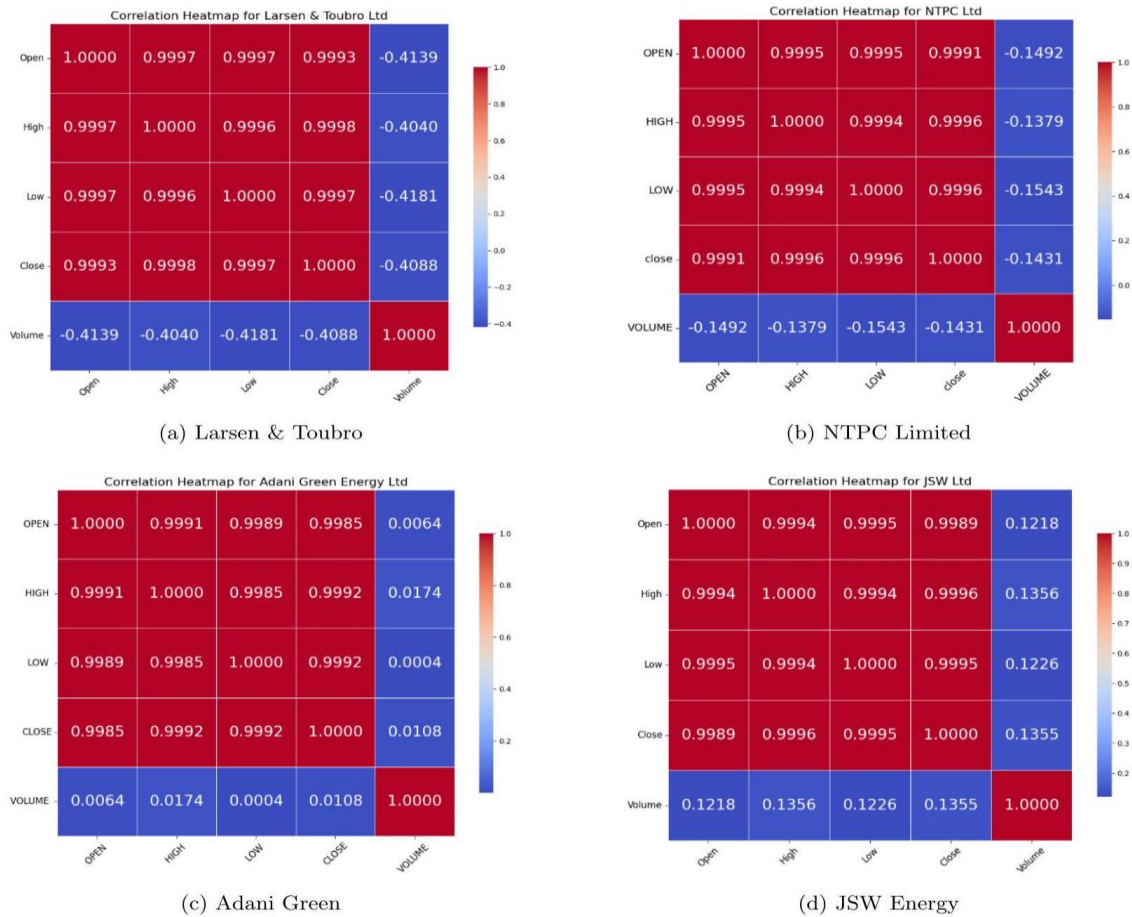 Correlation Heatmap for Larsen & Toubro Ltd
Open 1.0000 0.9997 0.9997 0.9993 -0.4139
High 0.9997 1.0000 0.9996 0.9998 -0.4040
Low 0.9997 0.9996 1.0000 0.9997 -0.4181
Close 0.9993 0.9998 0.9997 1.0000 -0.4088
Volume -0.4139 -0.4040 -0.4181 -0.4088 1.0000
Open High Low Close Volume
1.0
0.8
0.6
0.4
0.2
0.0
−0.2
−0.4
(a) Larsen & Toubro
Correlation Heatmap for NTPC Ltd
OPEN 1.0000 0.9995 0.9995 0.9991 -0.1492
HIGH 0.9995 1.0000 0.9994 0.9996 -0.1379
LOW 0.9995 0.9994 1.0000 0.9996 -0.1543
close 0.9991 0.9996 0.9996 1.0000 -0.1431
VOLUME -0.1492 -0.1379 -0.1543 -0.1431 1.0000
OPEN HIGH LOW close VOLUME
1.0
0.8
0.6
0.4
0.2
0.0
(b) NTPC Limited
Correlation Heatmap for Adani Green Energy Ltd
OPEN 1.0000 0.9991 0.9989 0.9985 0.0064
HIGH 0.9991 1.0000 0.9985 0.9992 0.0174
LOW 0.9989 0.9985 1.0000 0.9992 0.0004
CLOSE 0.9985 0.9992 0.9992 1.0000 0.0108
VOLUME 0.0064 0.0174 0.0004 0.0108 1.0000
OPEN HIGH LOW CLOSE VOLUME
1.0
0.8
0.6
0.4
0.2
(c) Adani Green
Correlation Heatmap for JSW Ltd
Open 1.0000 0.9994 0.9995 0.9989 0.1218
High 0.9994 1.0000 0.9994 0.9996 0.1356
Low 0.9995 0.9994 1.0000 0.9995 0.1226
Close 0.9989 0.9996 0.9995 1.0000 0.1355
Volume 0.1218 0.1356 0.1226 0.1355 1.0000
Open High Low Close Volume
1.0
0.9
0.8
0.7
0.6
0.5
0.4
0.3
0.2
(d) JSW Energy